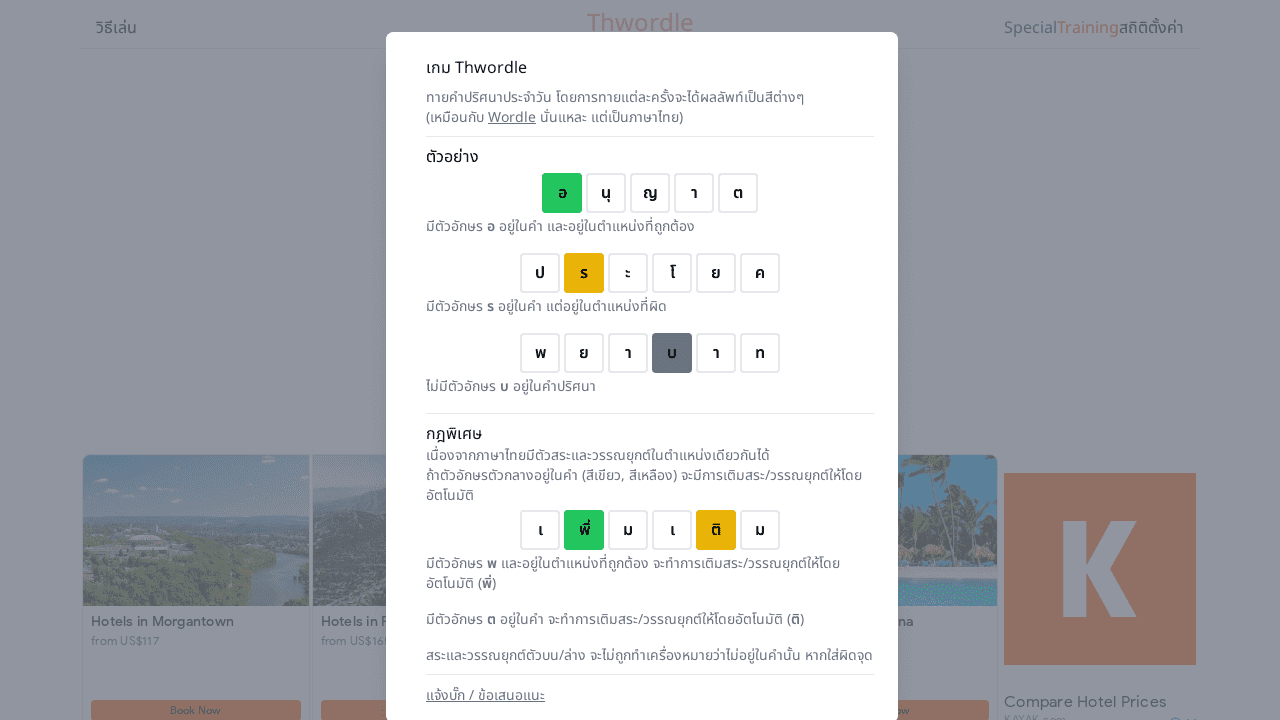 วิธีเล่น
Thwordle
Special Training สถิติ ตั้งค่า
เกม Thwordle
ทายคำปริศนาประจำวัน โดยการทายแต่ละครั้งจะได้ผลลัพท์เป็นสีต่างๆ
(เหมือนกับ Wordle นั่นแหละ แต่เป็นภาษาไทย)
ตัวอย่าง
อ นุ ญ า ต
มีตัวอักษร อ อยู่ในคำ และอยู่ในตำแหน่งที่ถูกต้อง
ป ร ะ โ ย ค
มีตัวอักษร ร อยู่ในคำ แต่อยู่ในตำแหน่งที่ผิด
พ ย า บ า ท
ไม่มีตัวอักษร บ อยู่ในคำปริศนา
กฎพิเศษ
เนื่องจากภาษาไทยมีตัวสระและวรรณยุกต์ในตำแหน่งเดียวกันได้
ถ้าตัวอักษรตัวกลางอยู่ในคำ (สีเขียว, สีเหลือง) จะมีการเติมสระ/วรรณยุกต์ให้โดย
อัตโนมัติ
เ พี่ ม เ ติ ม
มีตัวอักษร พ และอยู่ในตำแหน่งที่ถูกต้อง จะทำการเติมสระ/วรรณยุกต์ให้โดย
อัตโนมัติ (พี่)
มีตัวอักษร ต อยู่ในคำ จะทำการเติมสระ/วรรณยุกต์ให้โดยอัตโนมัติ (ติ)
สระและวรรณยุกต์ตัวบน/ล่าง จะไม่ถูกทำเครื่องหมายว่าไม่อยู่ในคำนั้น หากใส่ผิดจุด
แจ้งบั๊ก / ข้อเสนอแนะ
Hotels in Morgantown
from US$117
Book Now
Hotels in
from US$16
K
Compare Hotel Prices
KAYAK.com